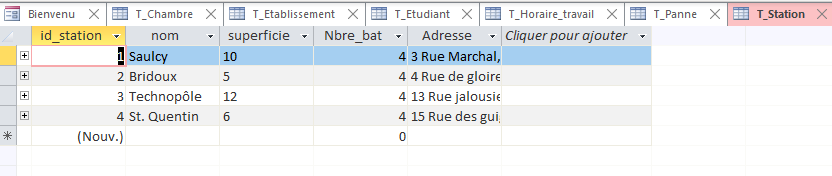 Bienvenu T_Chambre T_Etablissement T_Etudiant T_Horaire_travail T_Panne T_Station
id_station nom superficie Nbre_bat Adresse Cliquer pour ajouter
1 Saulcy 10 4 3 Rue Marchal,
2 Bridoux 5 4 4 Rue de gloire
3 Technopôle 12 4 13 Rue jalousie
4 St. Quentin 6 4 15 Rue des gui
(Nouv.) 0